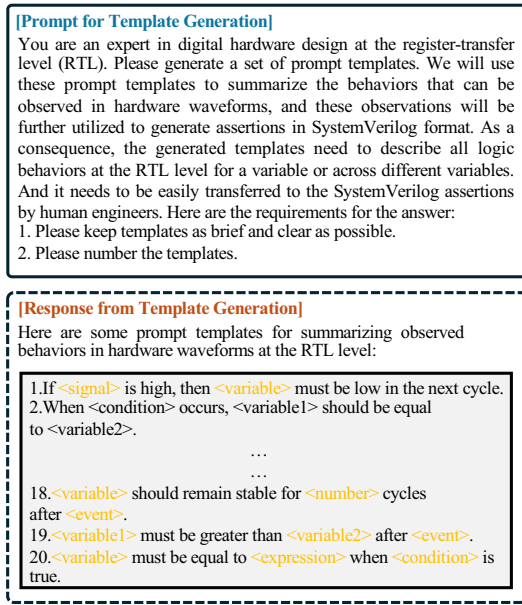 [Prompt for Template Generation]
You are an expert in digital hardware design at the register-transfer
level (RTL). Please generate a set of prompt templates. We will use
these prompt templates to summarize the behaviors that can be
observed in hardware waveforms, and these observations will be
further utilized to generate assertions in SystemVerilog format. As a
consequence, the generated templates need to describe all logic
behaviors at the RTL level for a variable or across different variables.
And it needs to be easily transferred to the SystemVerilog assertions
by human engineers. Here are the requirements for the answer:
1. Please keep templates as brief and clear as possible.
2. Please number the templates.
[Response from Template Generation]
Here are some prompt templates for summarizing observed
behaviors in hardware waveforms at the RTL level:
1.If <signal> is high, then <variable> must be low in the next cycle.
2.When <condition> occurs, <variable1> should be equal
to <variable2>.
…
…
18.<variable> should remain stable for <number> cycles
after <event>.
19.<variable1> must be greater than <variable2> after <event>.
20.<variable> must be equal to <expression> when <condition> is
true.